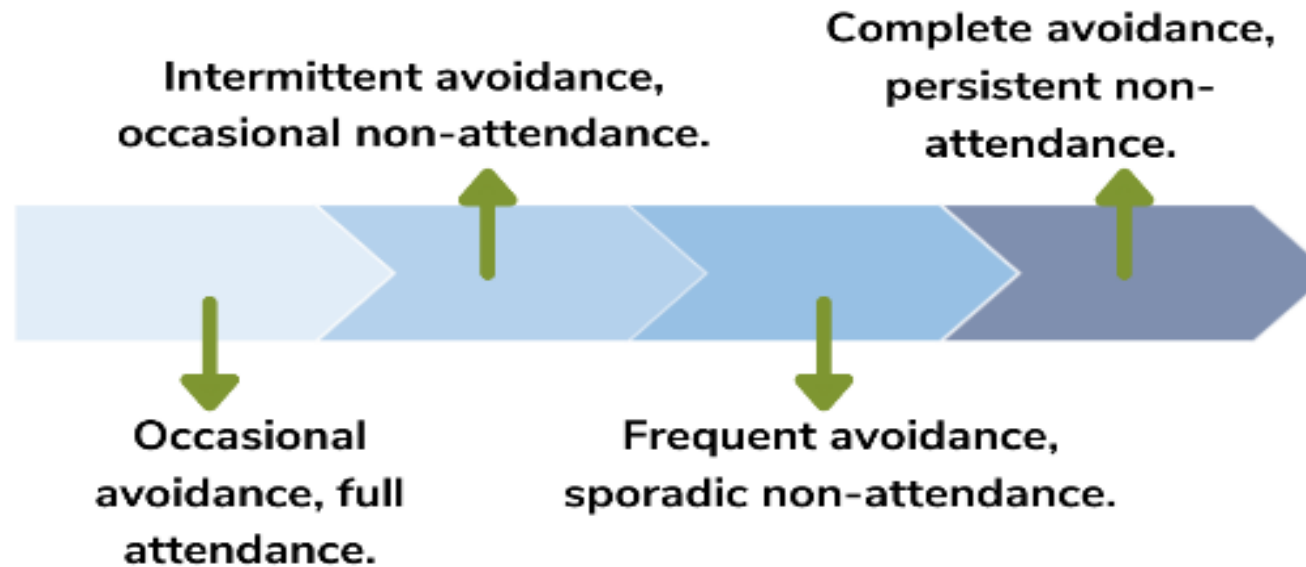 Occasional
avoidance, full
attendance.
Intermittent avoidance,
occasional non-attendance.
Frequent avoidance,
sporadic non-attendance.
Complete avoidance,
persistent non-
attendance.